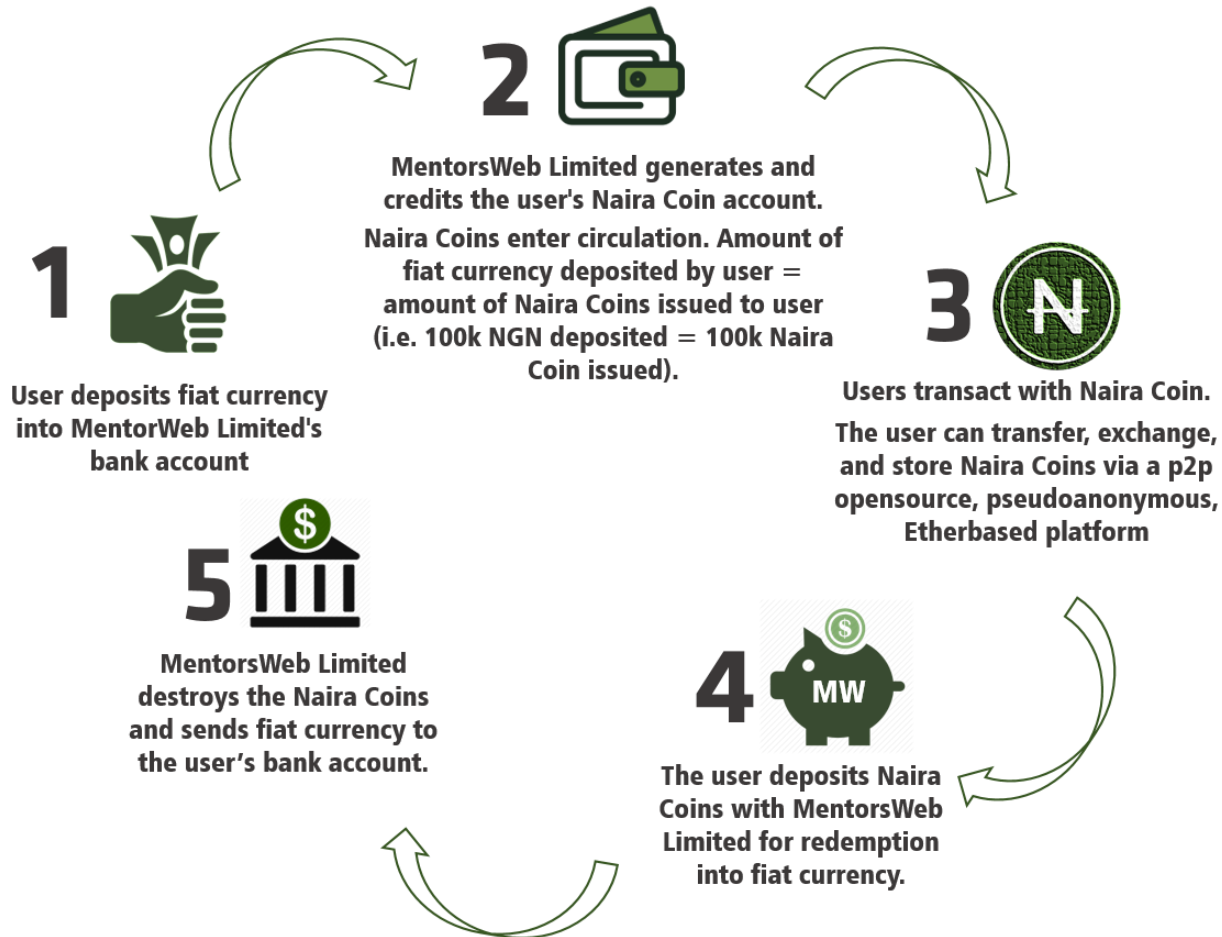 1
User deposits fiat currency
into MentorWeb Limited's
bank account
2
MentorsWeb Limited generates and
credits the user's Naira Coin account.
Naira Coins enter circulation. Amount of
fiat currency deposited by user =
amount of Naira Coins issued to user
(i.e. 100k NGN deposited = 100k Naira
Coin issued).
3
N
Users transact with Naira Coin.
The user can transfer, exchange,
and store Naira Coins via a p2p
opensource, pseudoanonymous,
Etherbased platform
4
$
MW
The user deposits Naira
Coins with MentorsWeb
Limited for redemption
into fiat currency.
5
$
MentorsWeb Limited
destroys the Naira Coins
and sends fiat currency to
the user’s bank account.